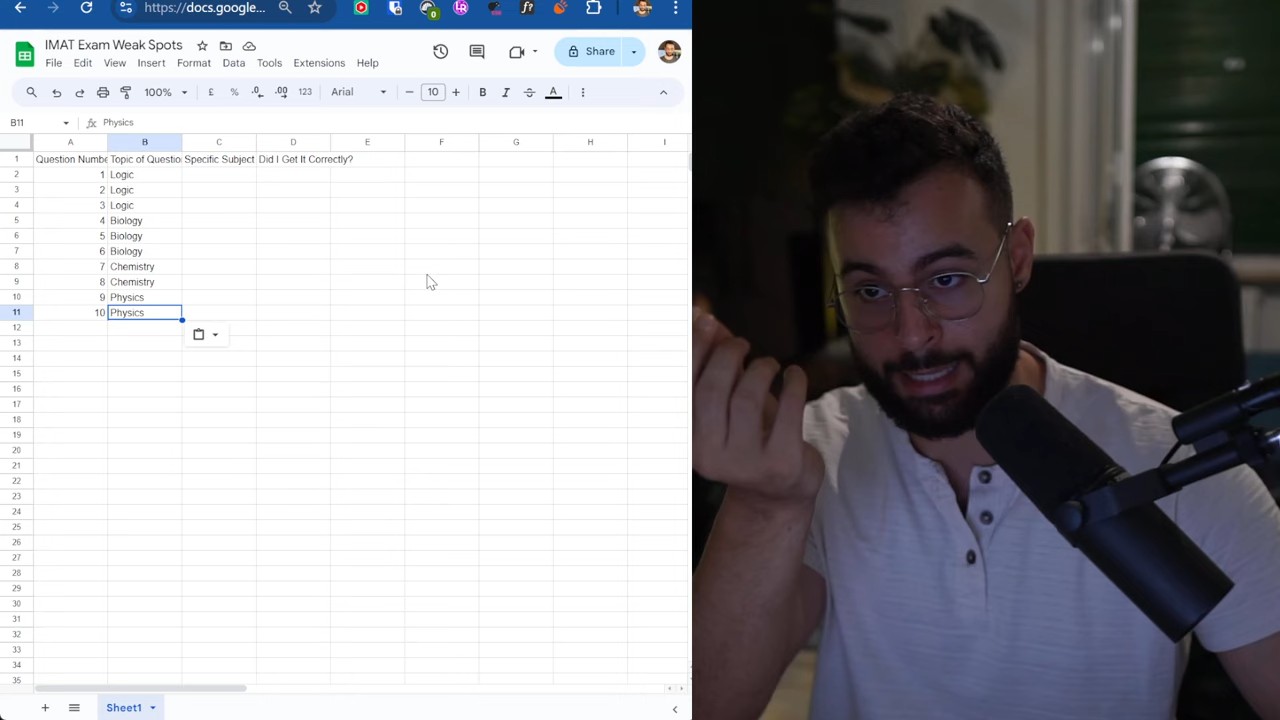 https://docs.google...
IMAT Exam Weak Spots
Share
File Edit View Insert Format Data Tools Extensions Help
100% £ % .0 .00 123 Arial 10 B I S A
B11 fx Physics
A B C D E F G H I
1 Question Numbe Topic of Questio Specific Subject Did I Get It Correctly?
2 1 Logic
3 2 Logic
4 3 Logic
5 4 Biology
6 5 Biology
7 6 Biology
8 7 Chemistry
9 8 Chemistry
10 9 Physics
11 10 Physics
12
13
14
15
16
17
18
19
20
21
22
23
24
25
26
27
28
29
30
31
32
33
34
35
Sheet1